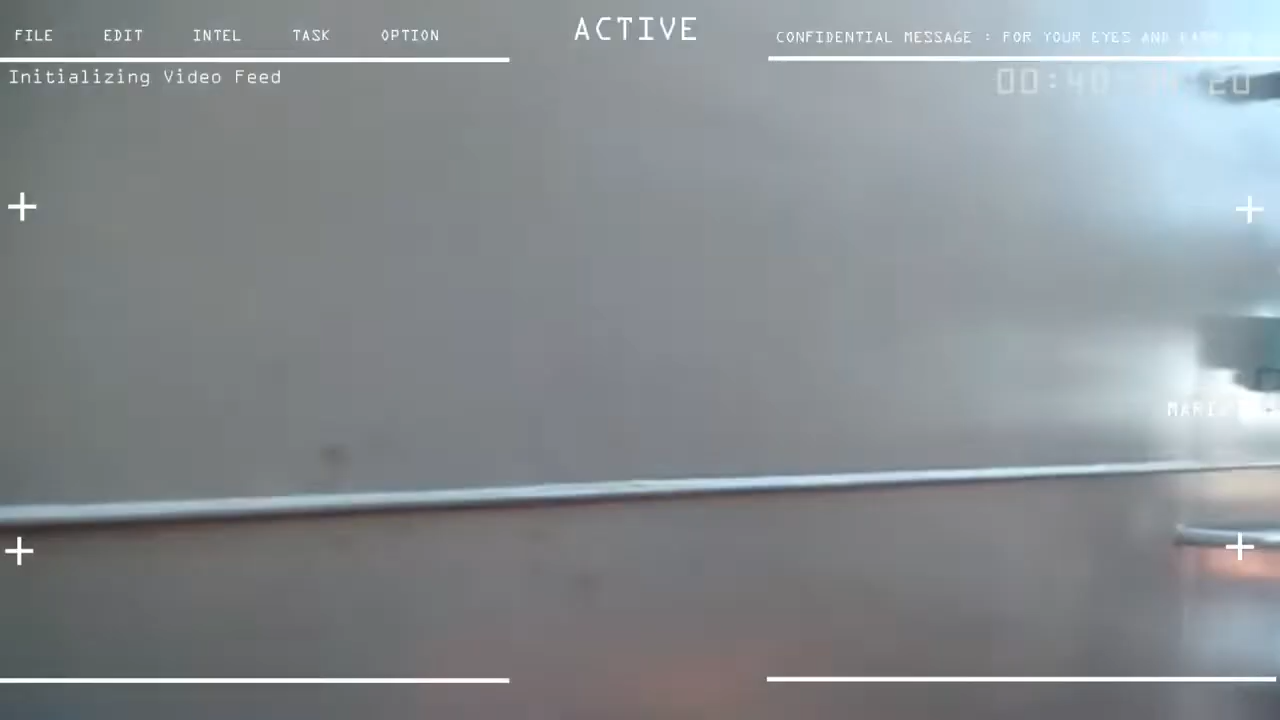 FILE EDIT INTEL TASK OPTION
ACTIVE
CONFIDENTIAL MESSAGE : FOR YOUR EYES AND
Initializing Video Feed